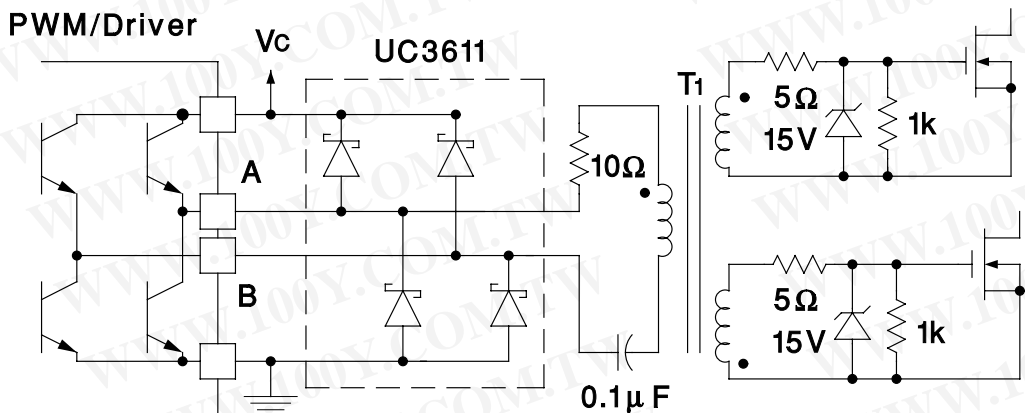 PWM/Driver
VC
UC3611
A
B
10Ω
0.1μF
T1
5Ω
15V
1k
5Ω
15V
1k
WWW.100Y.COM.TW